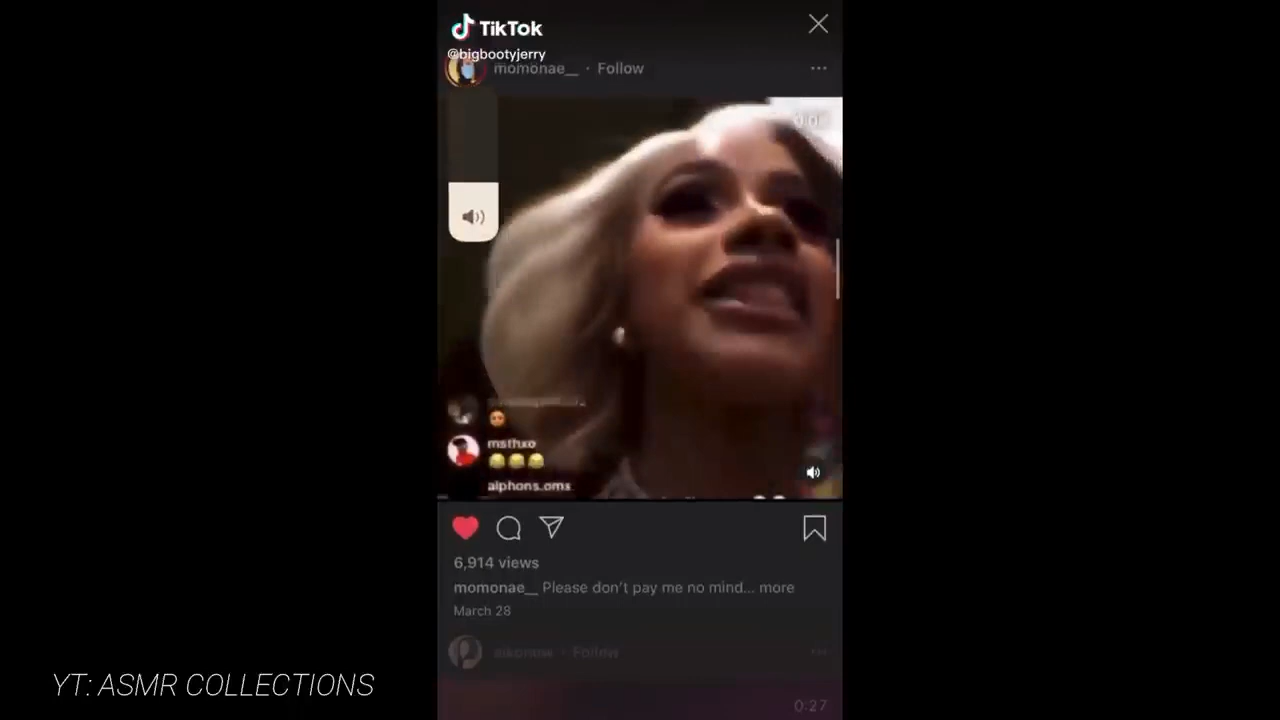 TikTok
@bigbootyjerry
momonae__ · Follow
msthxo
alphons.oms
6,914 views
momonae__ Please don't pay me no mind... more
March 28
Follow
0:27
YT: ASMR COLLECTIONS